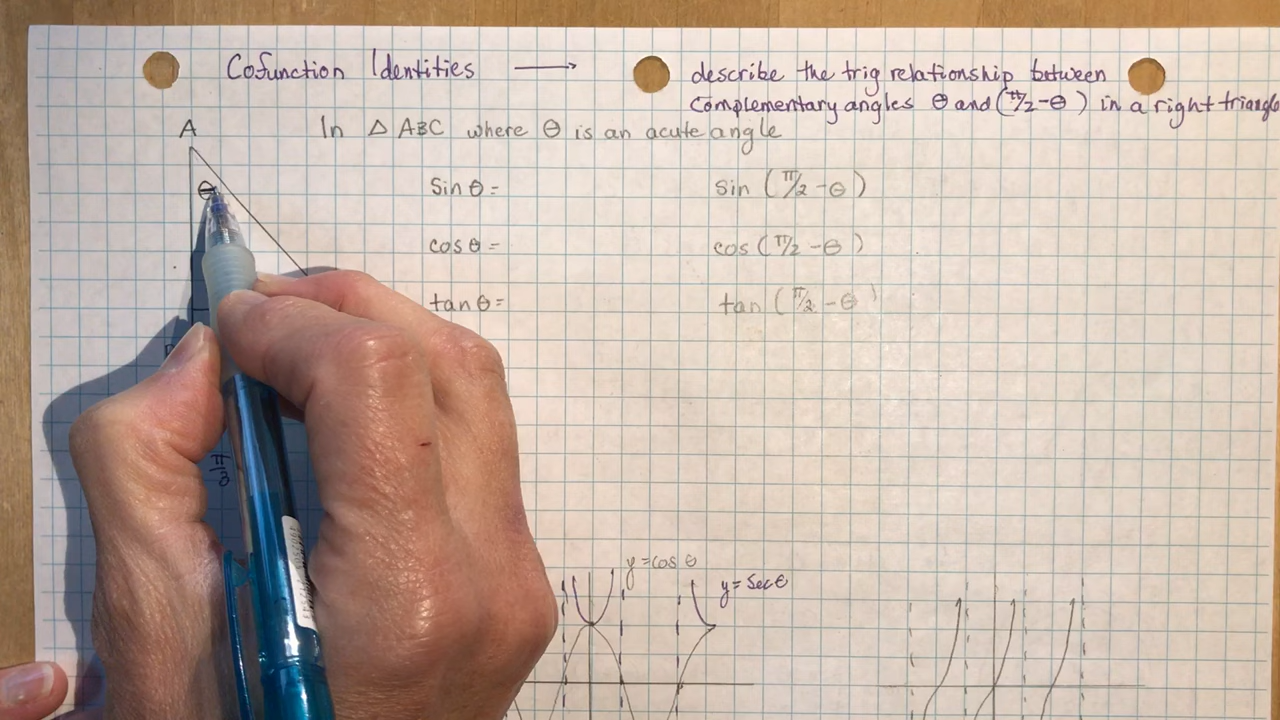 Cofunction Identities ⟶ describe the trig relationship between
complementary angles θ and (π/2-θ) in a right triangle
A In △ ABC where θ is an acute angle
θ sin θ = sin (π/2 -θ)
cos θ = cos (π/2 -θ)
tan θ = tan (π/2 -θ)
π/3
y = cos θ
y = sec θ